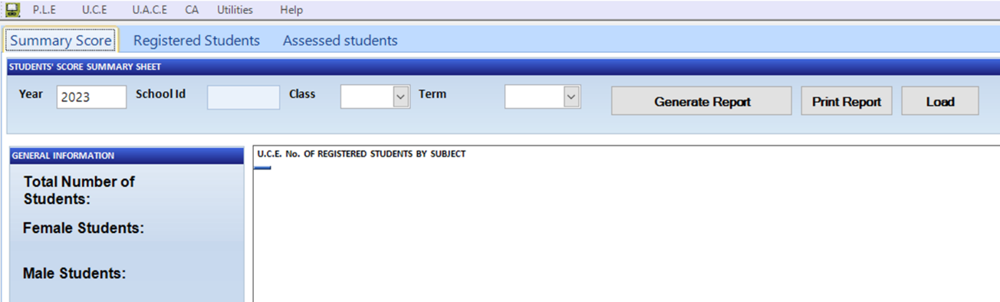 P.L.E U.C.E U.A.C.E CA Utilities Help
Summary Score Registered Students Assessed students
STUDENTS' SCORE SUMMARY SHEET
Year 2023 School Id Class Term Generate Report Print Report Load
GENERAL INFORMATION
Total Number of
Students:
Female Students:
Male Students:
U.C.E. No. OF REGISTERED STUDENTS BY SUBJECT